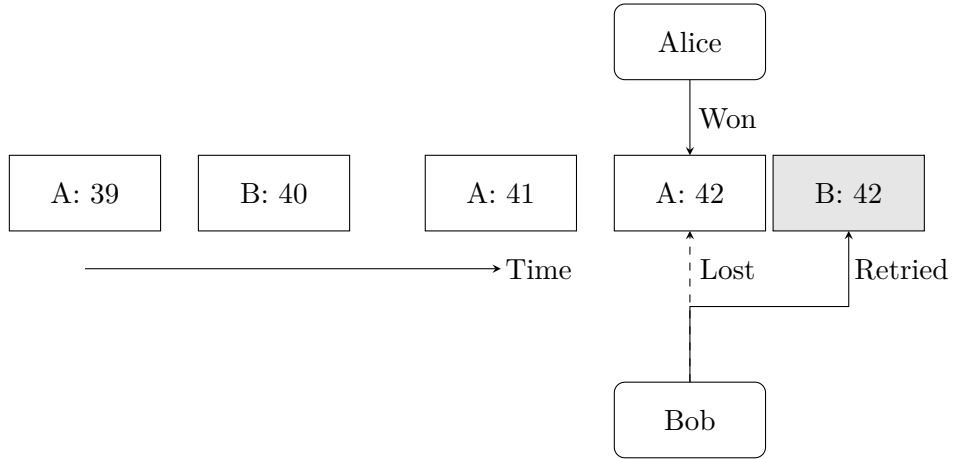 Alice
Won
A: 39
B: 40
A: 41
A: 42
B: 42
Time
Lost
Retried
Bob